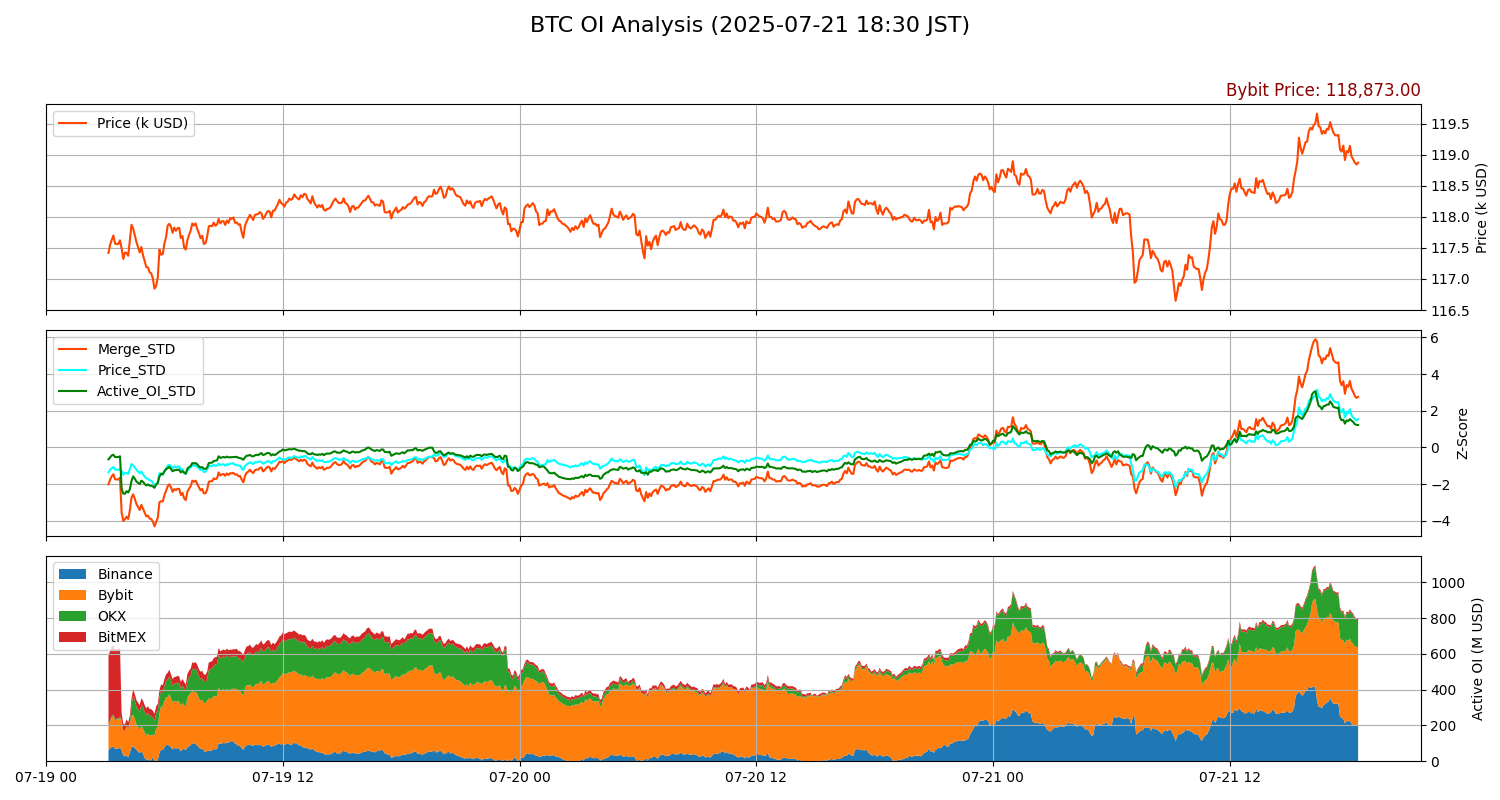 BTC OI Analysis (2025-07-21 18:30 JST)
Bybit Price: 118,873.00
Price (k USD)
119.5
119.0
118.5
118.0
117.5
117.0
116.5
Price (k USD)
Merge_STD
Price_STD
Active_OI_STD
6
4
2
0
−2
−4
Z-Score
Binance
Bybit
OKX
BitMEX
1000
800
600
400
200
0
Active OI (M USD)
07-19 00
07-19 12
07-20 00
07-20 12
07-21 00
07-21 12